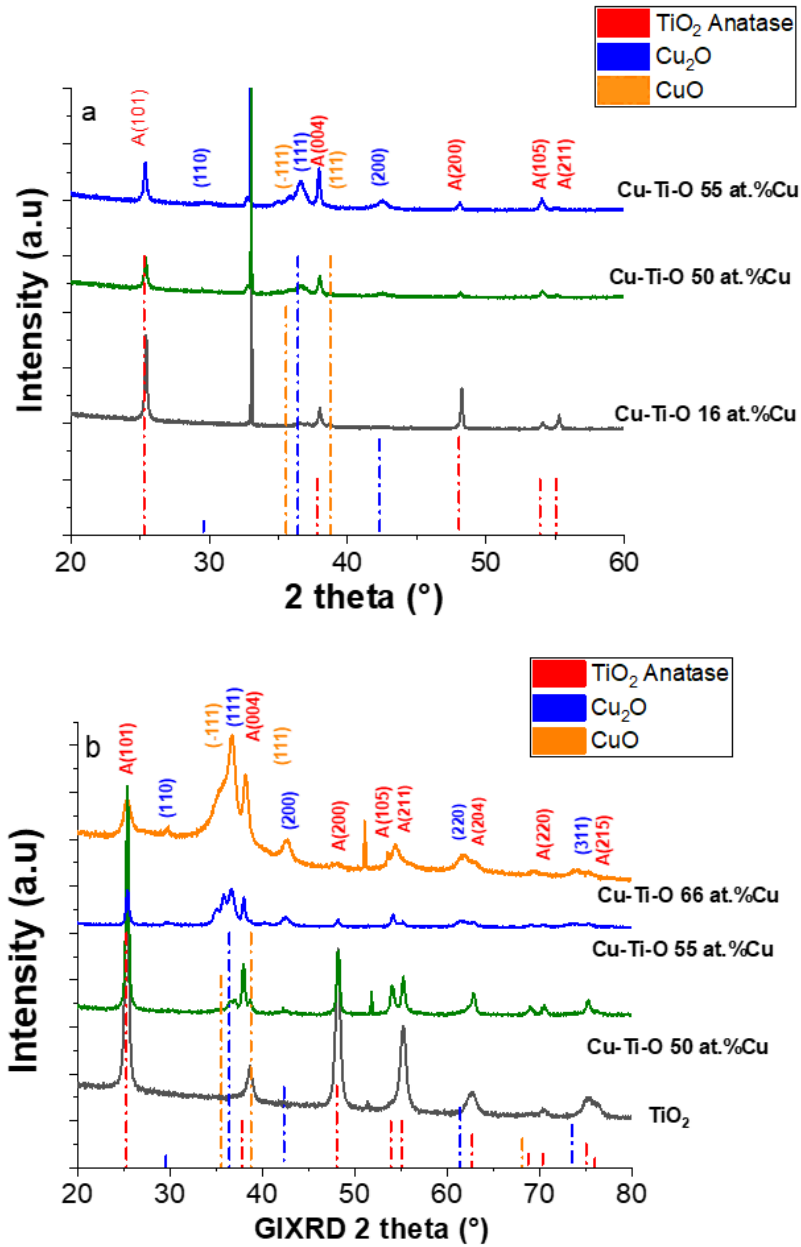 TiO2 Anatase
Cu2O
CuO
a
A(101)
(110)
(-111)
(111)
A(004)
(111)
(200)
A(200)
A(105)
A(211)
Cu-Ti-O 55 at.%Cu
Cu-Ti-O 50 at.%Cu
Cu-Ti-O 16 at.%Cu
Intensity (a.u)
20 30 40 50 60
2 theta (°)
TiO2 Anatase
Cu2O
CuO
b
A(101)
(110)
(-111)
(111)
A(004)
(111)
(200)
A(200)
A(105)
A(211)
(220)
A(204)
A(220)
(311)
A(215)
Cu-Ti-O 66 at.%Cu
Cu-Ti-O 55 at.%Cu
Cu-Ti-O 50 at.%Cu
TiO2
Intensity (a.u)
20 30 40 50 60 70 80
GIXRD 2 theta (°)